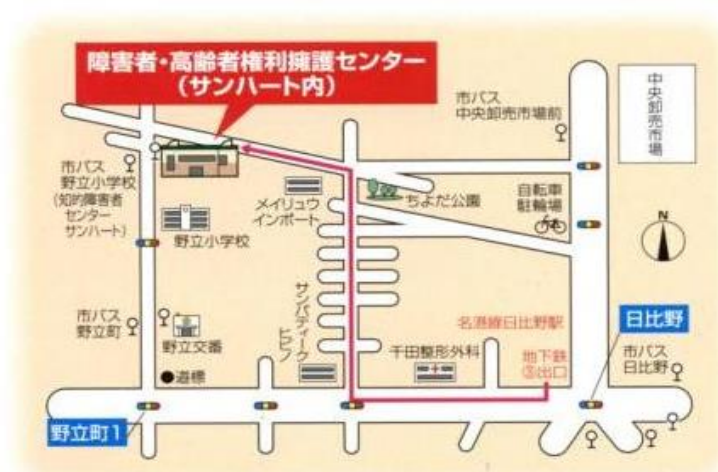 障害者・高齢者権利擁護センター
(サンハート内)
市バス
中央卸売市場前
中央卸売市場
市バス
野立小学校
(知的障害者
センター
サンハート)
メイリュウ
インポート
ちよだ公園
自転車
駐輪場
N
野立小学校
サンバティーク
ヒビノ
市バス
野立町
野立交番
名港線日比野駅
日比野
千田整形外科
地下鉄
③出口
市バス
日比野
●道標
野立町1